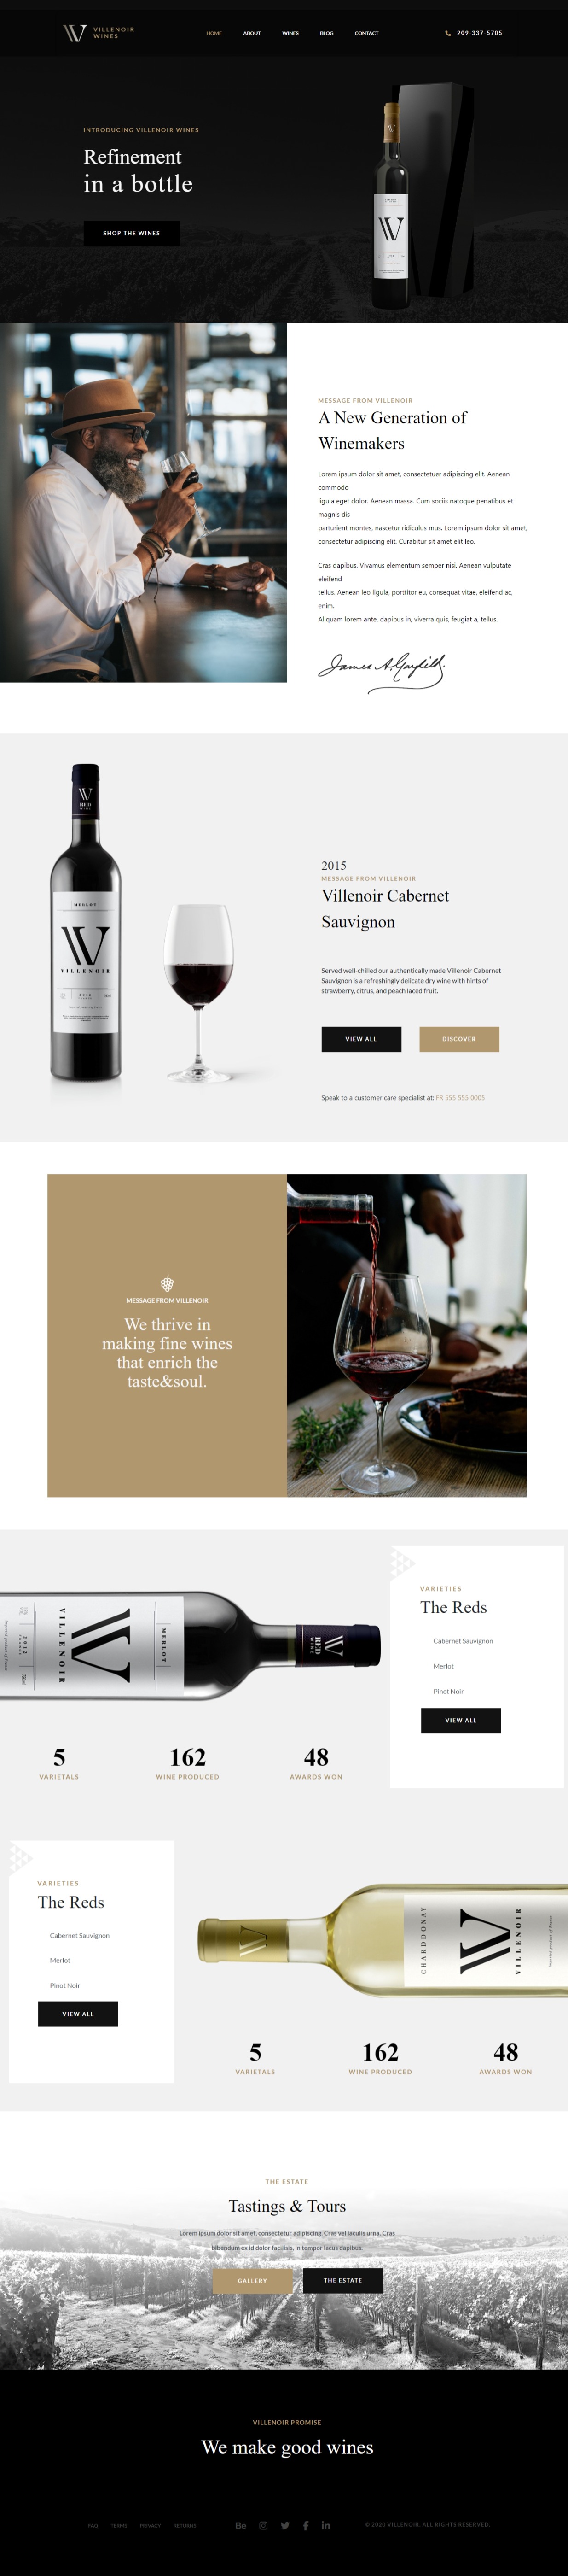 VILLENOIR
WINES
HOME ABOUT WINES BLOG CONTACT
209-337-5705
INTRODUCING VILLENOIR WINES
Refinement
in a bottle
SHOP THE WINES
W
MESSAGE FROM VILLENOIR
A New Generation of
Winemakers
Lorem ipsum dolor sit amet, consectetuer adipiscing elit. Aenean
commodo
ligula eget dolor. Aenean massa. Cum sociis natoque penatibus et
magnis dis
parturient montes, nascetur ridiculus mus. Lorem ipsum dolor sit amet,
consectetur adipiscing elit. Curabitur sit amet elit leo.
Cras dapibus. Vivamus elementum semper nisi. Aenean vulputate
eleifend
tellus. Aenean leo ligula, porttitor eu, consequat vitae, eleifend ac,
enim.
Aliquam lorem ante, dapibus in, viverra quis, feugiat a, tellus.
James A. Garfield.
W
RED
WINE
MERLOT
W
VILLENOIR
2015
MESSAGE FROM VILLENOIR
Villenoir Cabernet
Sauvignon
Served well-chilled our authentically made Villenoir Cabernet
Sauvignon is a refreshingly delicate dry wine with hints of
strawberry, citrus, and peach laced fruit.
VIEW ALL
DISCOVER
Speak to a customer care specialist at: FR 555 555 0005
MESSAGE FROM VILLENOIR
We thrive in
making fine wines
that enrich the
taste&soul.
VILLENOIR
W
MERLOT
RED
WINE
W
5
VARIETALS
162
WINE PRODUCED
48
AWARDS WON
VARIETIES
The Reds
Cabernet Sauvignon
Merlot
Pinot Noir
VIEW ALL
VARIETIES
The Reds
Cabernet Sauvignon
Merlot
Pinot Noir
VIEW ALL
W
CHARDDONAY
W
VILLENOIR
5
VARIETALS
162
WINE PRODUCED
48
AWARDS WON
THE ESTATE
Tastings & Tours
Lorem ipsum dolor sit amet, consectetur adipiscing. Cras vel iaculis urna. Cras
bibendum ex id dolor facilisis, in tempor lacus dapibus.
GALLERY
THE ESTATE
VILLENOIR PROMISE
We make good wines
FAQ TERMS PRIVACY RETURNS
Bē
© 2020 VILLENOIR. ALL RIGHTS RESERVED.